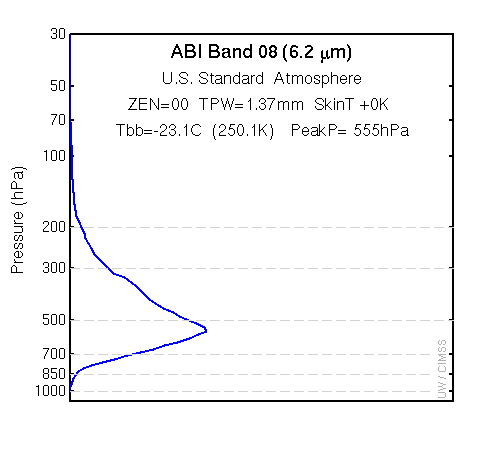 ABI Band 08 (6.2 μm)
U.S. Standard Atmosphere
ZEN=00 TPW=1.37mm SkinT +0K
Tbb=-23.1C (250.1K) PeakP= 555hPa
Pressure (hPa)
30
50
70
100
200
300
500
700
850
1000
UW / CIMSS